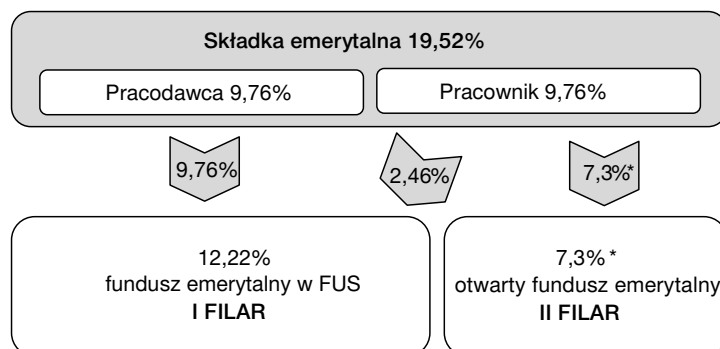 Składka emerytalna 19,52%
Pracodawca 9,76%
Pracownik 9,76%
9,76%
2,46%
7,3%*
12,22%
fundusz emerytalny w FUS
I FILAR
7,3% *
otwarty fundusz emerytalny
II FILAR